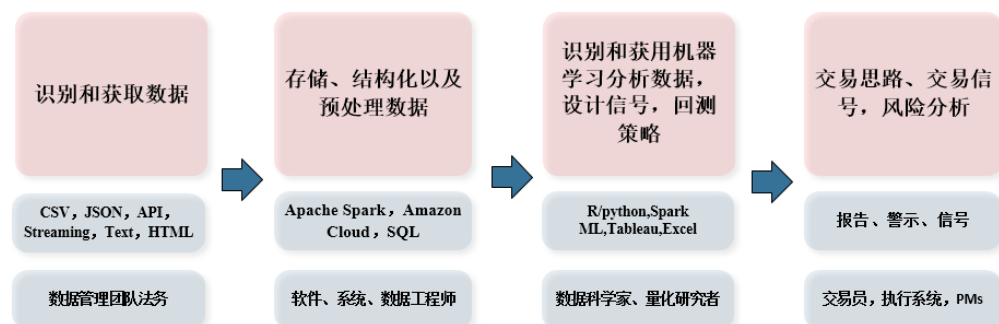 识别和获取数据
存储、结构化以及
预处理数据
识别和获用机器
学习分析数据，
设计信号，回测
策略
交易思路、交易信
号，风险分析
CSV，JSON，API，
Streaming，Text，HTML
Apache Spark，Amazon
Cloud，SQL
R/python,Spark
ML,Tableau,Excel
报告、警示、信号
数据管理团队法务
软件、系统、数据工程师
数据科学家、量化研究者
交易员，执行系统，PMs